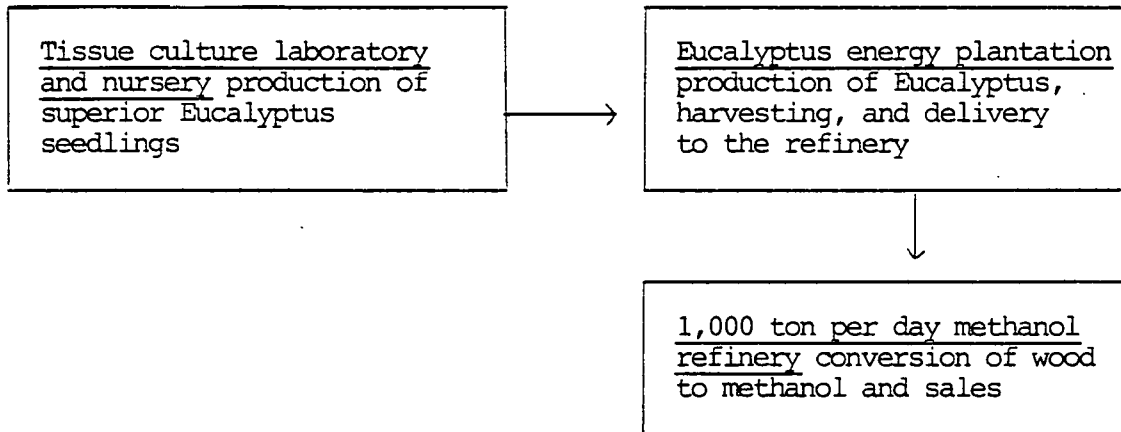 Tissue culture laboratory
and nursery production of
superior Eucalyptus
seedlings
Eucalyptus energy plantation
production of Eucalyptus,
harvesting, and delivery
to the refinery
1,000 ton per day methanol
refinery conversion of wood
to methanol and sales